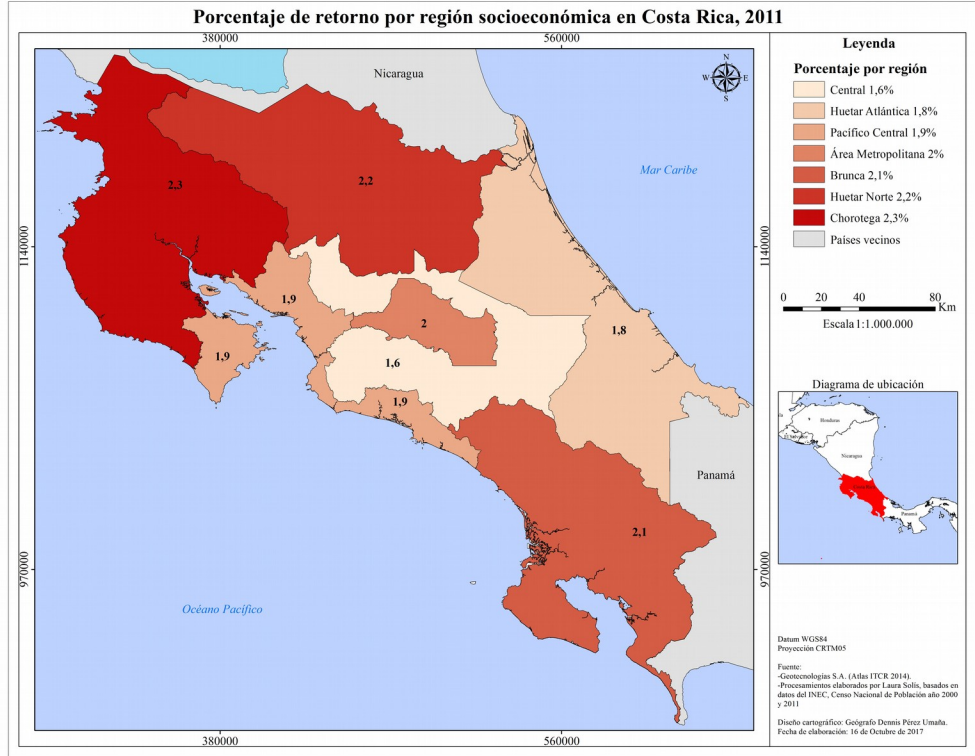 Porcentaje de retorno por región socioeconómica en Costa Rica, 2011
380000
560000
Nicaragua
N
W
E
S
Mar Caribe
2,3
2,2
1140000
1140000
1,9
1,8
2
1,9
1,6
1,9
Panamá
2,1
970000
970000
Océano Pacífico
380000
560000
Leyenda
Porcentaje por región
Central 1,6%
Huetar Atlántica 1,8%
Pacífico Central 1,9%
Área Metropolitana 2%
Brunca 2,1%
Huetar Norte 2,2%
Chorotega 2,3%
Países vecinos
0 20 40 80
Km
Escala 1:1.000.000
Diagrama de ubicación
Honduras
El Salvador
Nicaragua
Panamá
Datum WGS84
Proyección CRTM05
Fuente:
-Geotecnologias S.A. (Atlas ITCR 2014).
-Procesamientos elaborados por Laura Solís, basados en
datos del INEC, Censo Nacional de Población año 2000
y 2011
Diseño cartográfico: Geógrafo Dennis Pérez Umaña.
Fecha de elaboración: 16 de Octubre de 2017